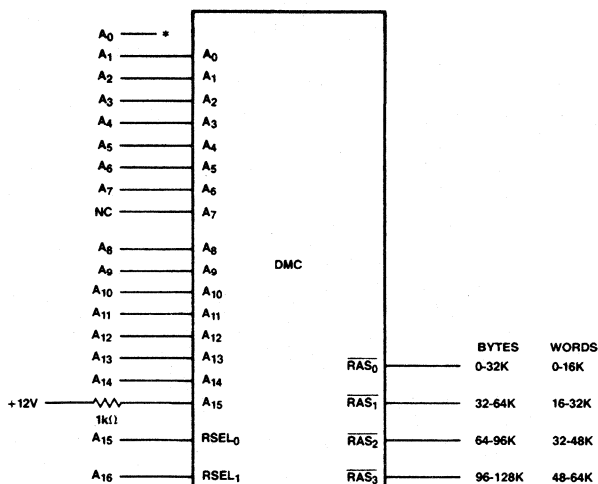 A0 *
A1 A0
A2 A1
A3 A2
A4 A3
A5 A4
A6 A5
A7 A6
NC A7
A8 A8
A9 A9
DMC
A10 A10
A11 A11
A12 A12
BYTES WORDS
A13 A13
RAS0 0-32K 0-16K
A14 A14
+12V 1kΩ A15 RAS1 32-64K 16-32K
A15 RSEL0 RAS2 64-96K 32-48K
A16 RSEL1 RAS3 96-128K 48-64K